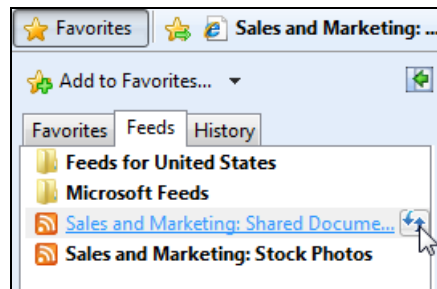 Favorites Sales and Marketing: ...
Add to Favorites...
Favorites Feeds History
Feeds for United States
Microsoft Feeds
Sales and Marketing: Shared Docume...
Sales and Marketing: Stock Photos